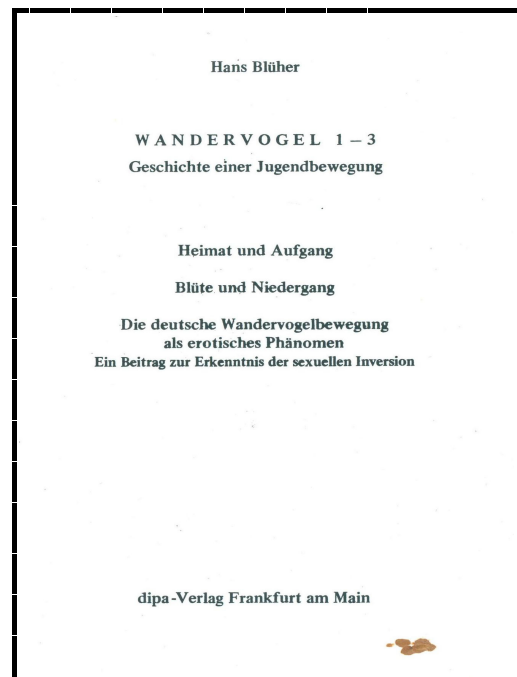 Hans Blüher
WANDERVOGEL 1 – 3
Geschichte einer Jugendbewegung
Heimat und Aufgang
Blüte und Niedergang
Die deutsche Wandervogelbewegung
als erotisches Phänomen
Ein Beitrag zur Erkenntnis der sexuellen Inversion
dipa-Verlag Frankfurt am Main